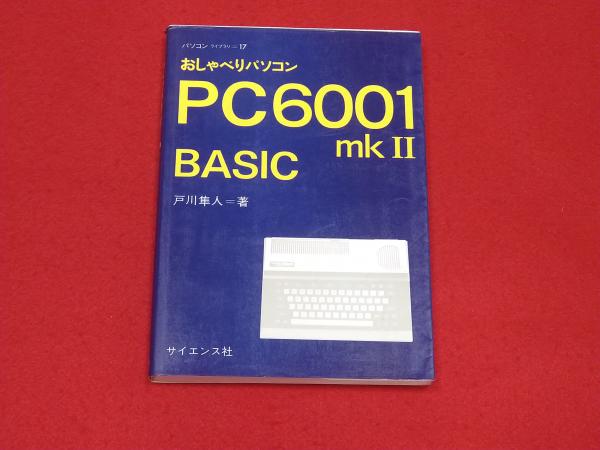 パソコン ライブラリ＝17
おしゃべりパソコン
PC6001
mkⅡ
BASIC
戸川隼人＝著
サイエンス社